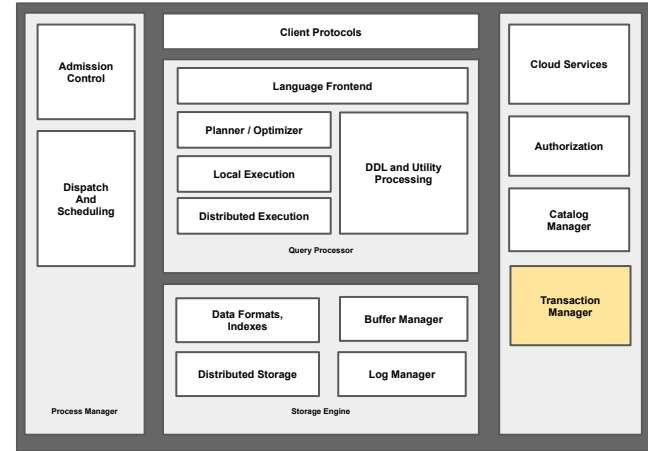 Admission
Control
Dispatch
And
Scheduling
Process Manager
Client Protocols
Language Frontend
Planner / Optimizer
Local Execution
Distributed Execution
DDL and Utility
Processing
Query Processor
Data Formats,
Indexes
Buffer Manager
Distributed Storage
Log Manager
Storage Engine
Cloud Services
Authorization
Catalog
Manager
Transaction
Manager